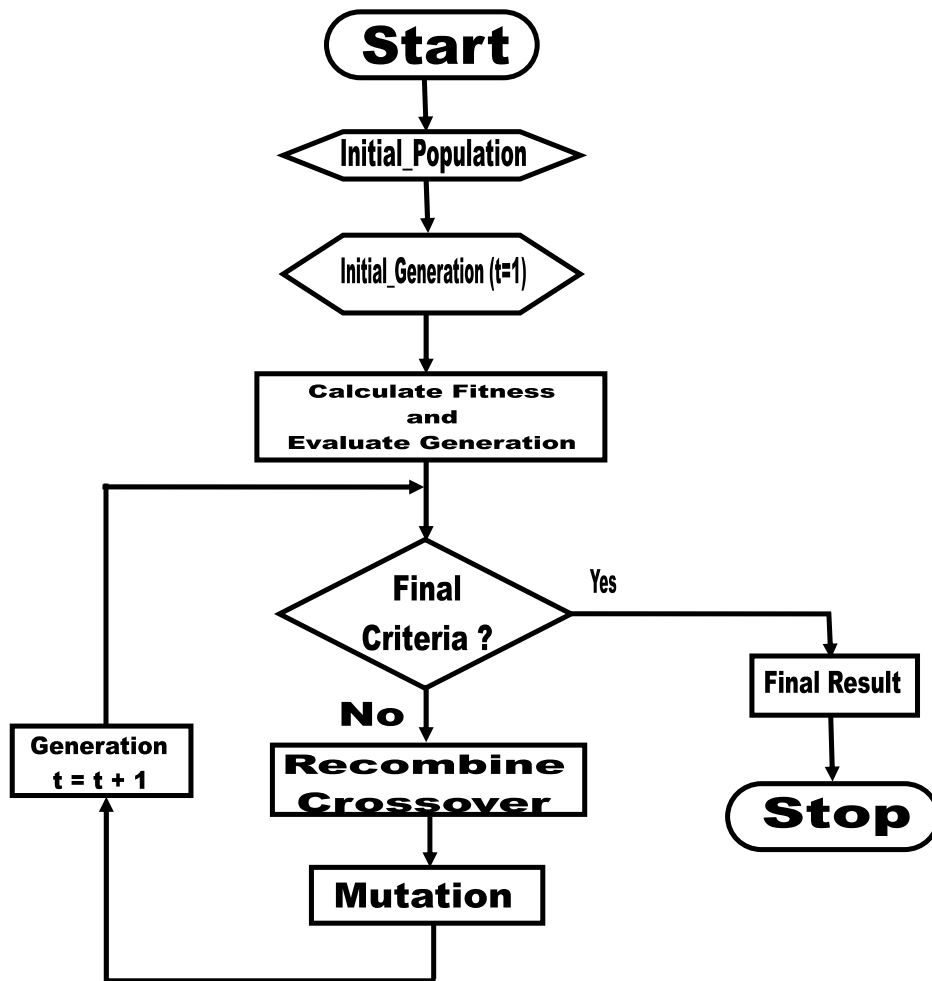 Start
Initial_Population
Initial_Generation (t=1)
Calculate Fitness
and
Evaluate Generation
Final
Criteria ?
Yes
Final Result
No
Generation
t = t + 1
Recombine
Crossover
Stop
Mutation